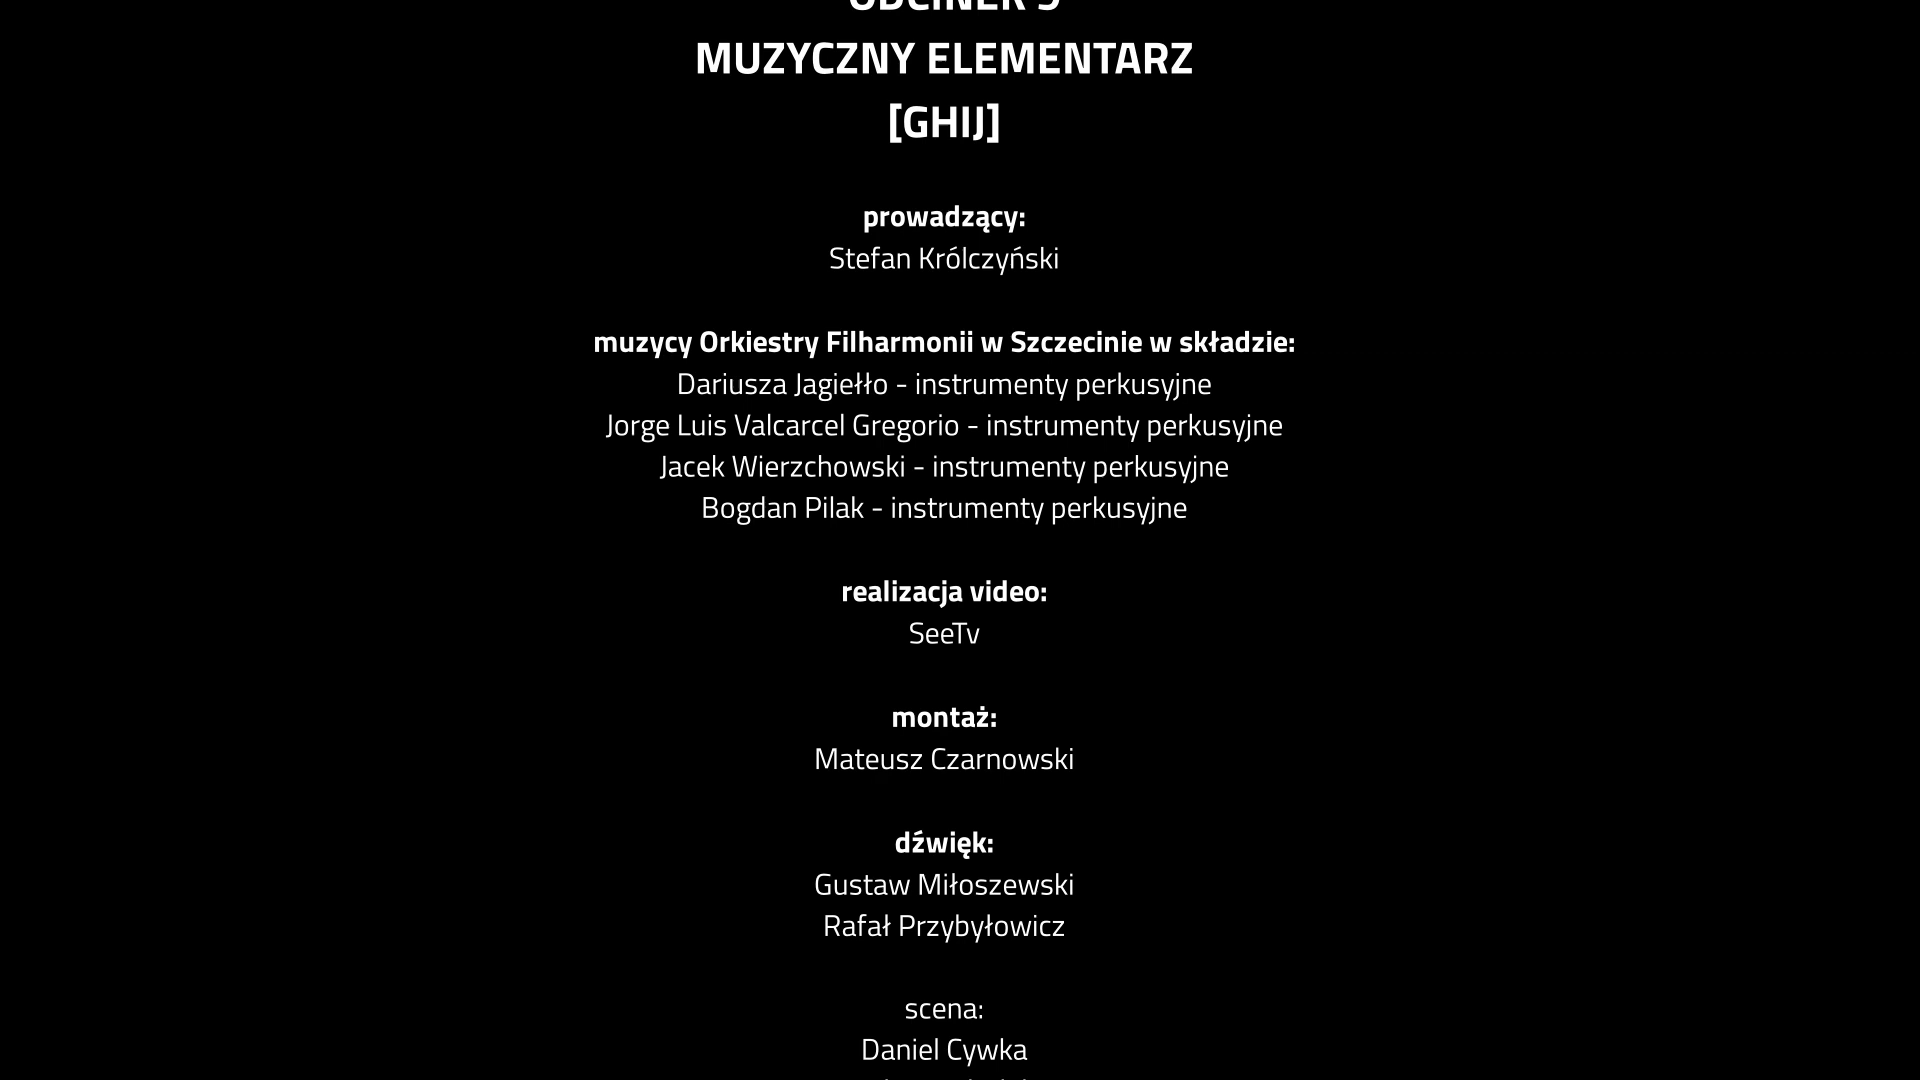 ODCINEK
MUZYCZNY ELEMENTARZ
[GHIJ]
prowadzący:
Stefan Królczyński
muzycy Orkiestry Filharmonii w Szczecinie w składzie:
Dariusza Jagiełło - instrumenty perkusyjne
Jorge Luis Valcarcel Gregorio - instrumenty perkusyjne
Jacek Wierzchowski - instrumenty perkusyjne
Bogdan Pilak - instrumenty perkusyjne
realizacja video:
SeeTv
montaż:
Mateusz Czarnowski
dźwięk:
Gustaw Miłoszewski
Rafał Przybyłowicz
scena:
Daniel Cywka